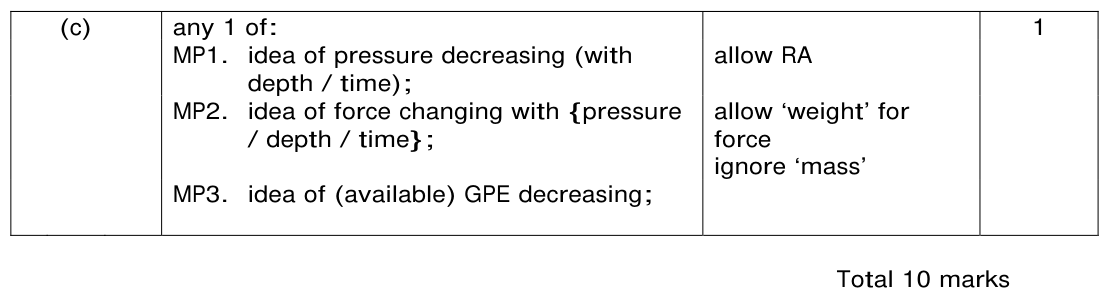 (c) any 1 of: 1
MP1. idea of pressure decreasing (with allow RA
depth / time);
MP2. idea of force changing with {pressure allow ‘weight’ for
/ depth / time}; force
ignore ‘mass’
MP3. idea of (available) GPE decreasing;
Total 10 marks